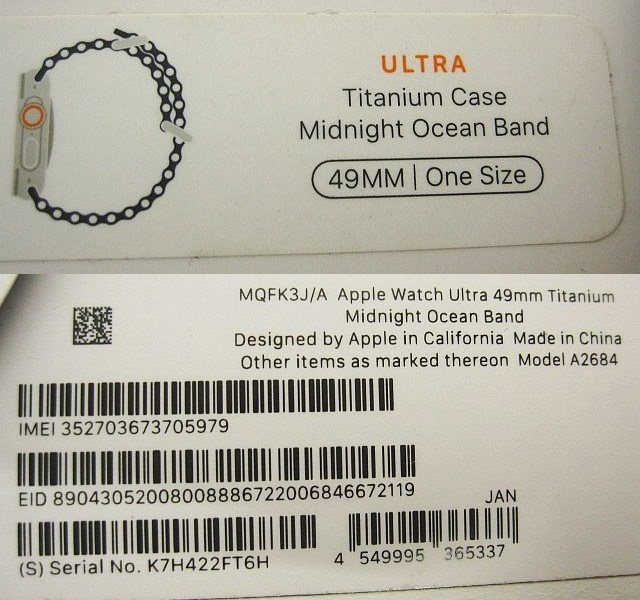 ULTRA
Titanium Case
Midnight Ocean Band
49MM | One Size
MQFK3J/A Apple Watch Ultra 49mm Titanium
Midnight Ocean Band
Designed by Apple in California Made in China
Other items as marked thereon Model A2684
IMEI 352703673705979
EID 89043052008008886722006846672119
JAN
(S) Serial No. K7H422FT6H
4 549995 365337